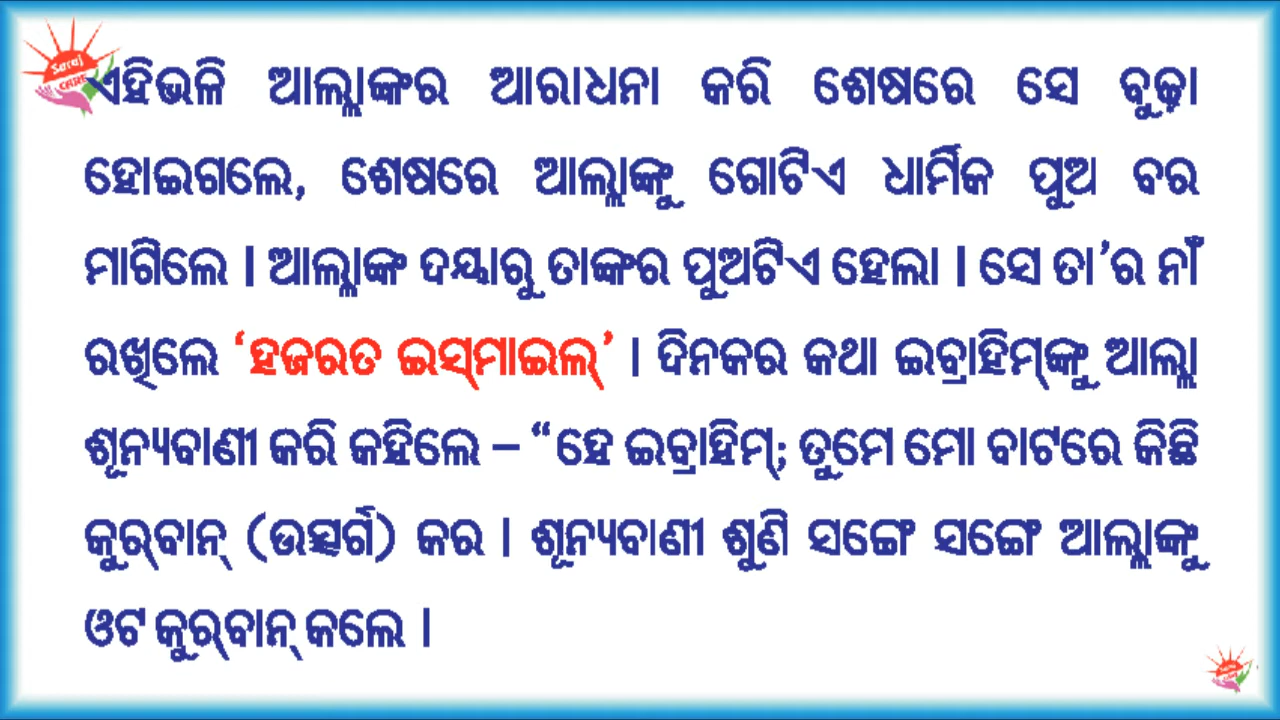 Saraj
CARE
ଏହିଭଳି ଆଲ୍ଲାଙ୍କର ଆରାଧନା କରି ଶେଷରେ ସେ ବୁଢ଼ା
ହୋଇଗଲେ, ଶେଷରେ ଆଲ୍ଲାଙ୍କୁ ଗୋଟିଏ ଧାର୍ମିକ ପୁଅ ବର
ମାଗିଲେ । ଆଲ୍ଲାଙ୍କ ଦୟାରୁ ତାଙ୍କର ପୁଅଟିଏ ହେଲା । ସେ ତା’ର ନାଁ
ରଖିଲେ ‘ହଜରତ ଇସ୍‌ମାଇଲ୍’ । ଦିନକର କଥା ଇବ୍ରାହିମ୍‌ଙ୍କୁ ଆଲ୍ଲା
ଶୂନ୍ୟବାଣୀ କରି କହିଲେ – “ହେ ଇବ୍ରାହିମ୍; ତୁମେ ମୋ ବାଟରେ କିଛି
କୁର୍‌ବାନ୍ (ଉତ୍ସର୍ଗ) କର । ଶୂନ୍ୟବାଣୀ ଶୁଣି ସଙ୍ଗେ ସଙ୍ଗେ ଆଲ୍ଲାଙ୍କୁ
ଓଟ କୁର୍‌ବାନ୍ କଲେ ।